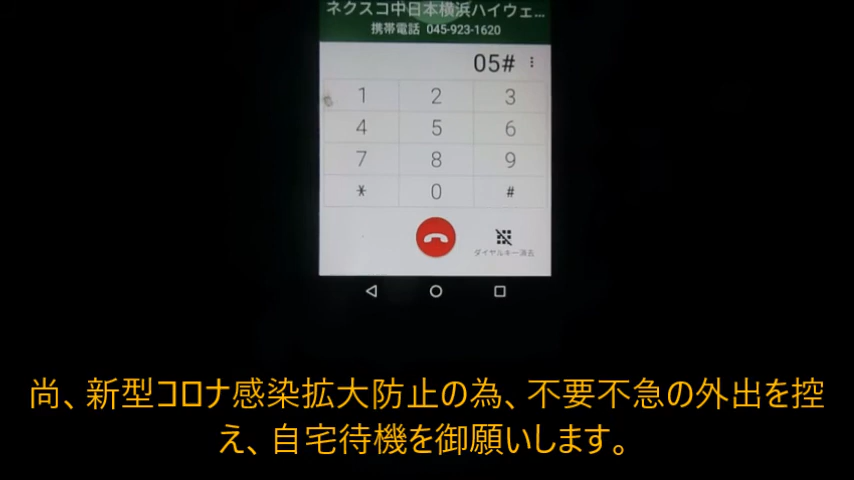 ネクスコ中日本横浜ハイウェ…
携帯電話 045-923-1620
05#
1 2 3
4 5 6
7 8 9
* 0 #
ダイヤルキー消去
尚、新型コロナ感染拡大防止の為、不要不急の外出を控
え、自宅待機を御願いします。